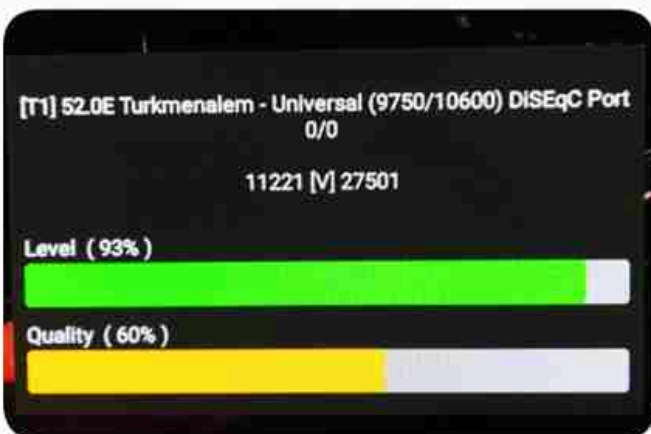 [T1] 52.0E Turkmenalem - Universal (9750/10600) DiSEqC Port
0/0
11221 [V] 27501
Level ( 93% )
Quality ( 60% )